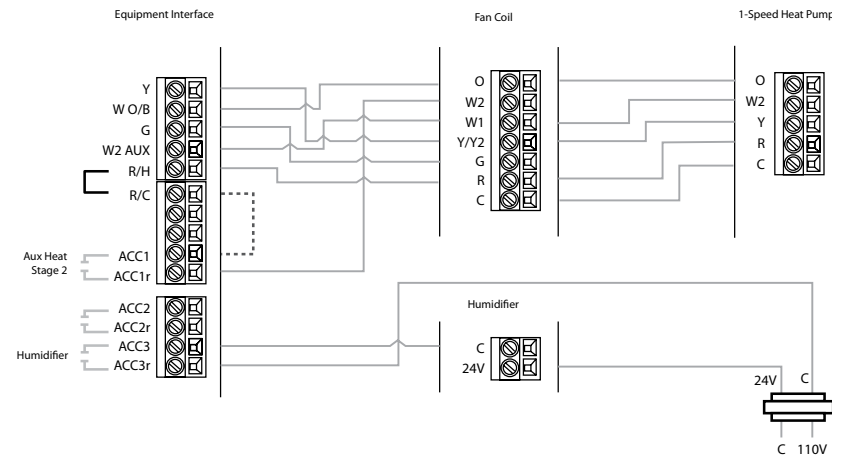 Equipment Interface
Fan Coil
1-Speed Heat Pump
Y
W O/B
G
W2 AUX
R/H
R/C
Aux Heat
Stage 2
ACC1
ACC1r
ACC2
ACC2r
Humidifier
ACC3
ACC3r
O
W2
W1
Y/Y2
G
R
C
O
W2
Y
R
C
Humidifier
C
24V
24V
C
C
110V